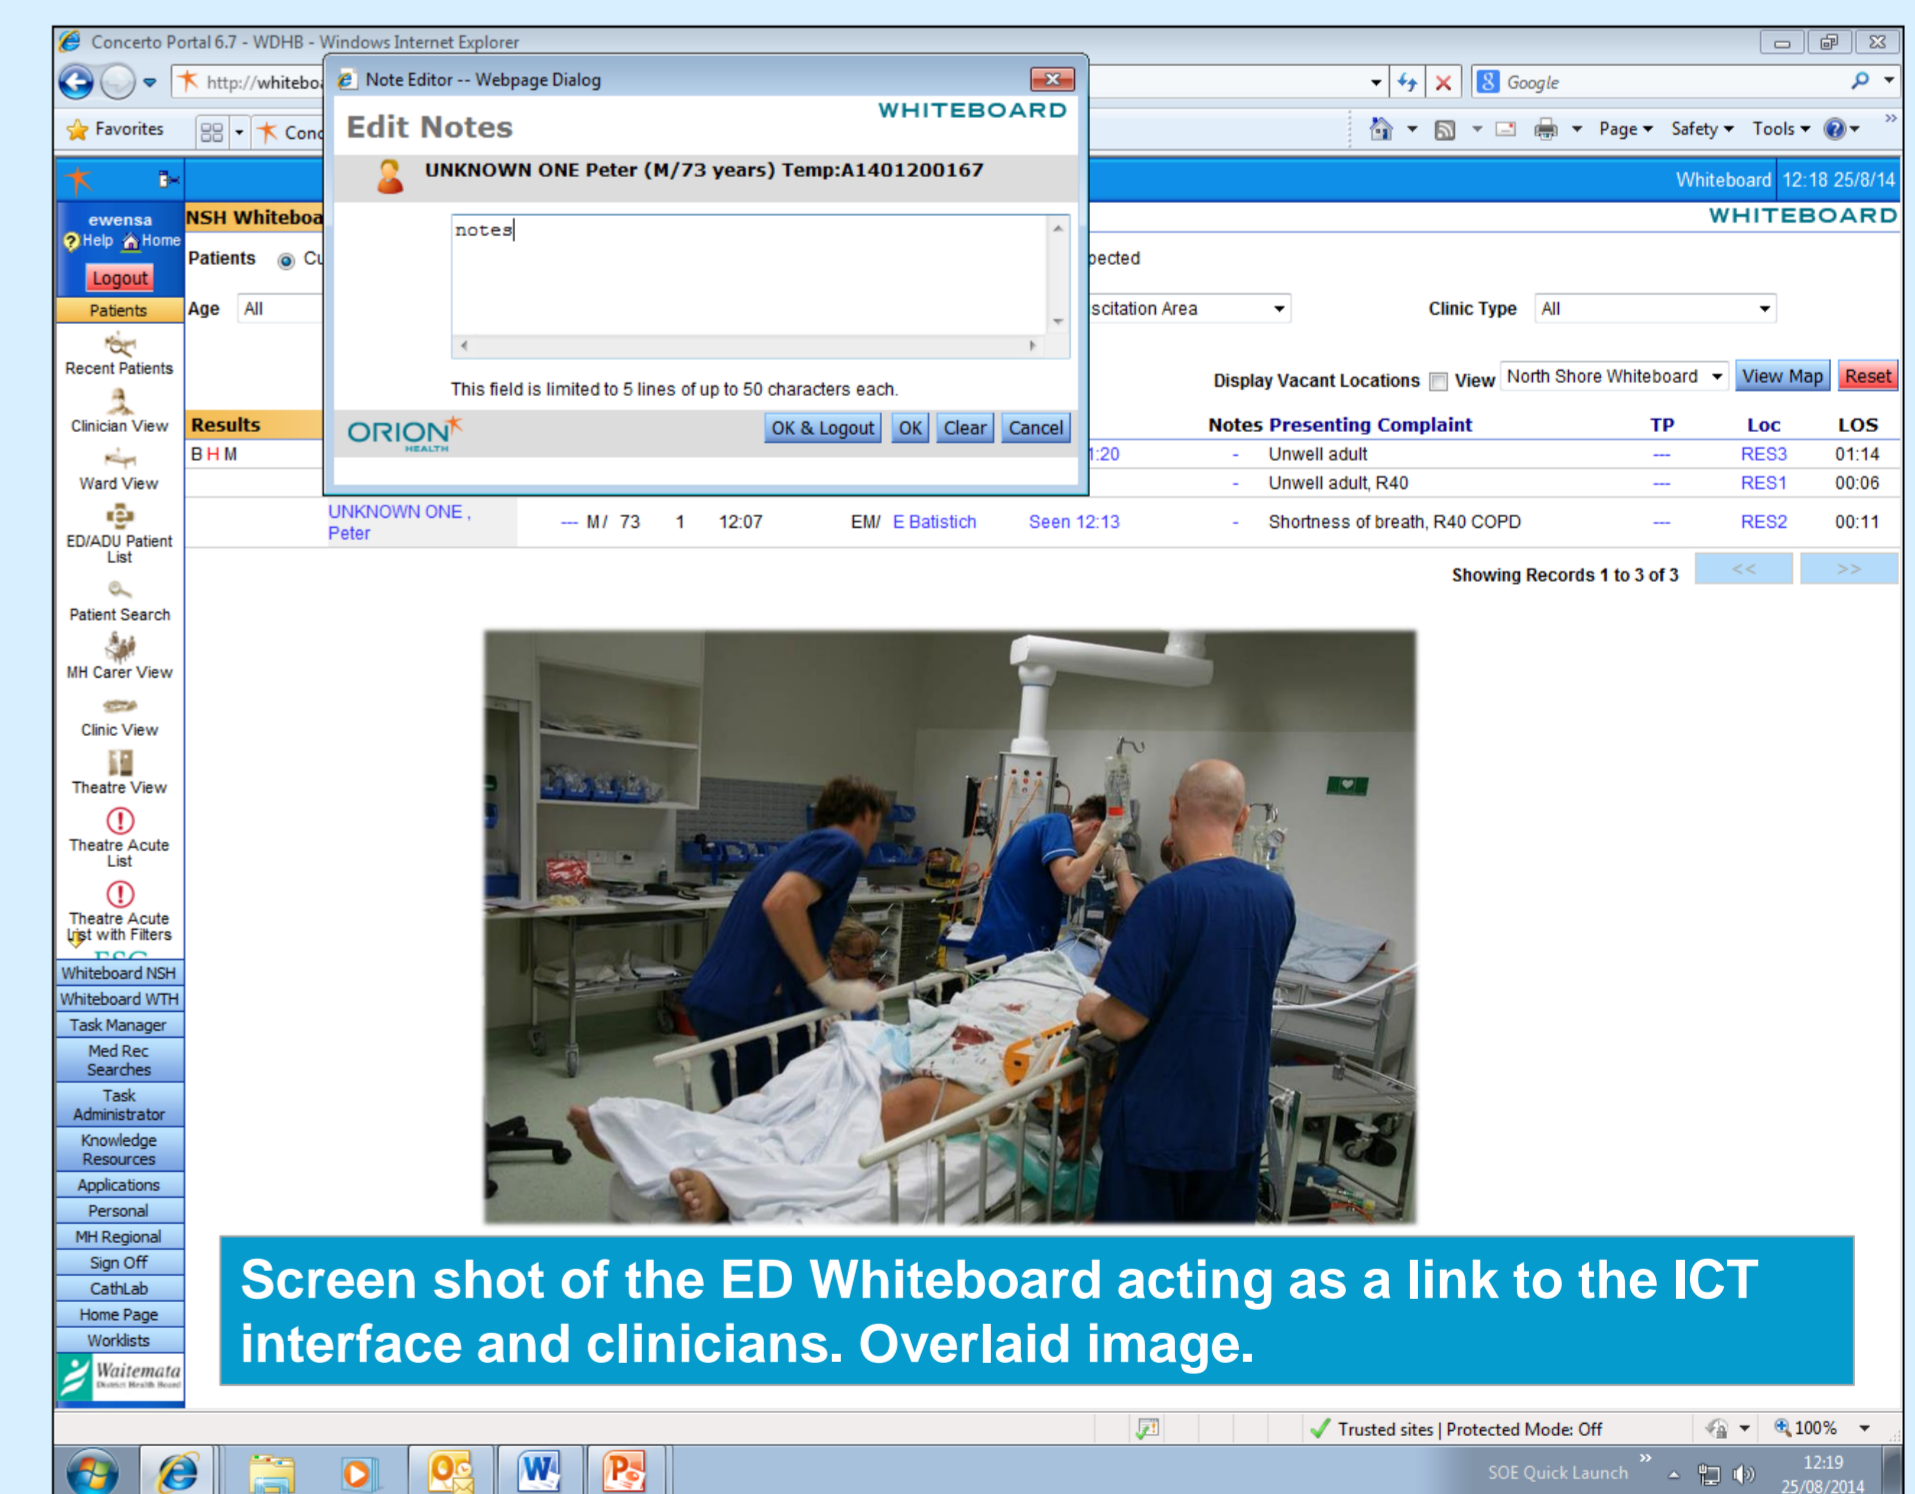 Concerto Portal 6.7 - WDHB - Windows Internet Explorer
http://whiteboa
Google
Favorites
Conc
Page Safety Tools
Note Editor -- Webpage Dialog
WHITEBOARD
Edit Notes
UNKNOWN ONE Peter (M/73 years) Temp:A1401200167
notes
This field is limited to 5 lines of up to 50 characters each.
ORION
HEALTH
OK & Logout OK Clear Cancel
Whiteboard 12:18 25/8/14
ewensa
Help Home
Logout
NSH Whiteboa
WHITEBOARD
Patients Cu
pected
Age All
scitation Area
Clinic Type All
Display Vacant Locations View North Shore Whiteboard View Map Reset
Results
Notes Presenting Complaint TP Loc LOS
B H M
1:20 - Unwell adult --- RES3 01:14
- Unwell adult, R40 --- RES1 00:06
UNKNOWN ONE ,
Peter
--- M/ 73 1 12:07 EM/ E Batistich Seen 12:13 - Shortness of breath, R40 COPD --- RES2 00:11
Showing Records 1 to 3 of 3 << >>
Patients
Recent Patients
Clinician View
Ward View
ED/ADU Patient
List
Patient Search
MH Carer View
Clinic View
Theatre View
Theatre Acute
List
Theatre Acute
List with Filters
Whiteboard NSH
Whiteboard WTH
Task Manager
Med Rec
Searches
Task
Administrator
Knowledge
Resources
Applications
Personal
MH Regional
Sign Off
CathLab
Home Page
Worklists
Waitemata
District Health Board
Screen shot of the ED Whiteboard acting as a link to the ICT
interface and clinicians. Overlaid image.
Trusted sites | Protected Mode: Off
100%
SOE Quick Launch
12:19
25/08/2014